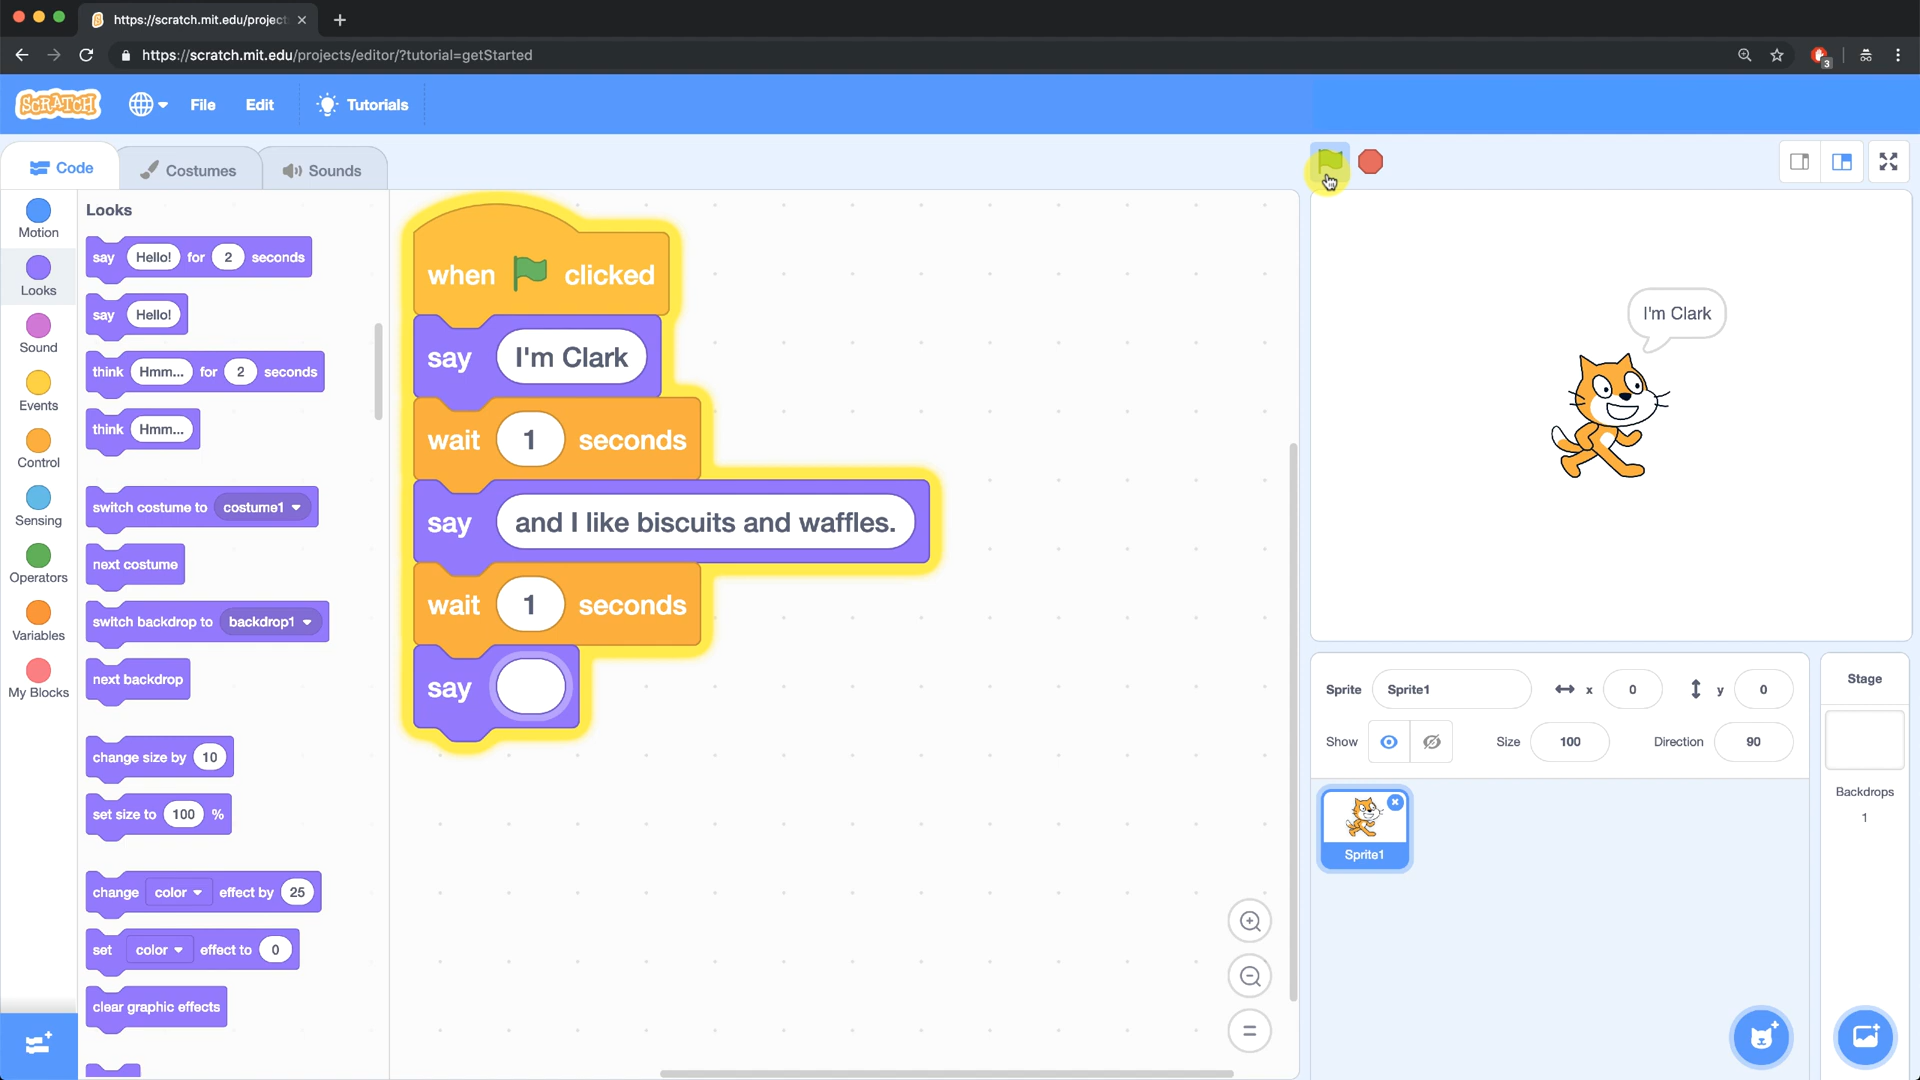 https://scratch.mit.edu/project
https://scratch.mit.edu/projects/editor/?tutorial=getStarted
3
SCRATCH
File
Edit
Tutorials
Code
Costumes
Sounds
Motion
Looks
Sound
Events
Control
Sensing
Operators
Variables
My Blocks
Looks
say Hello! for 2 seconds
say Hello!
think Hmm... for 2 seconds
think Hmm...
switch costume to costume1
next costume
switch backdrop to backdrop1
next backdrop
change size by 10
set size to 100 %
change color effect by 25
set color effect to 0
clear graphic effects
when clicked
say I'm Clark
wait 1 seconds
say and I like biscuits and waffles.
wait 1 seconds
say
I'm Clark
Sprite Sprite1 x 0 y 0
Show Size 100 Direction 90
Sprite1
Stage
Backdrops
1